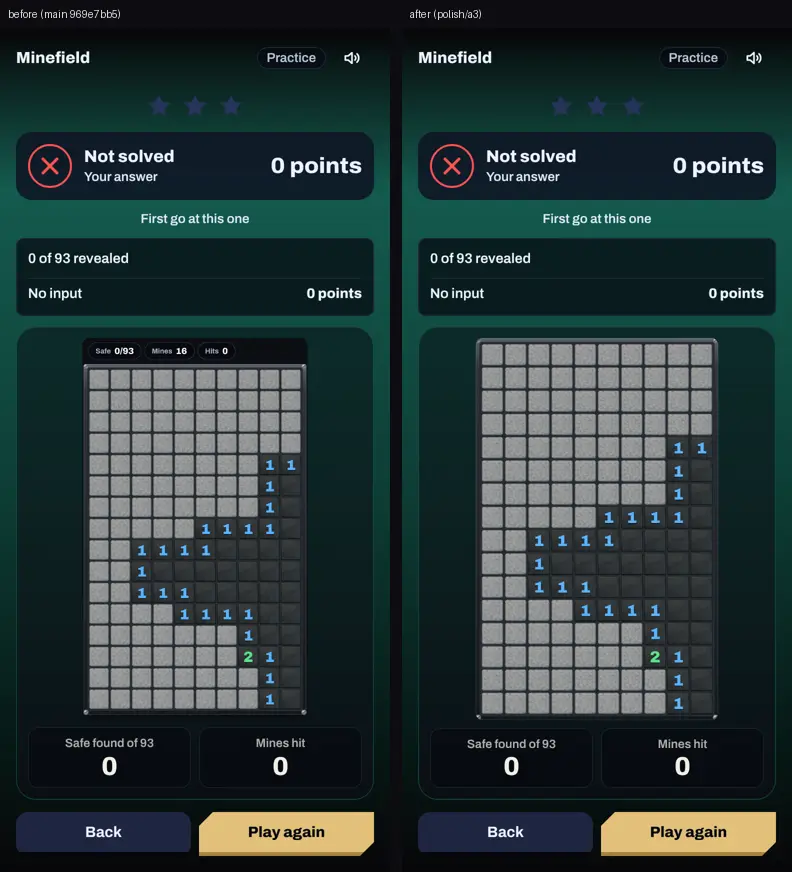 before (main 969e7bb5)
Minefield Practice
Not solved
Your answer
0 points
First go at this one
0 of 93 revealed
No input 0 points
Safe 0/93 Mines 16 Hits 0
1 1
1
1
1 1 1 1
1 1 1 1
1
1 1 1
1 1 1 1
1
2 1
1
1
Safe found of 93 Mines hit
0 0
Back Play again
after (polish/a3)
Minefield Practice
Not solved
Your answer
0 points
First go at this one
0 of 93 revealed
No input 0 points
1 1
1
1
1 1 1 1
1 1 1 1
1
1 1 1
1 1 1 1
1
2 1
1
1
Safe found of 93 Mines hit
0 0
Back Play again